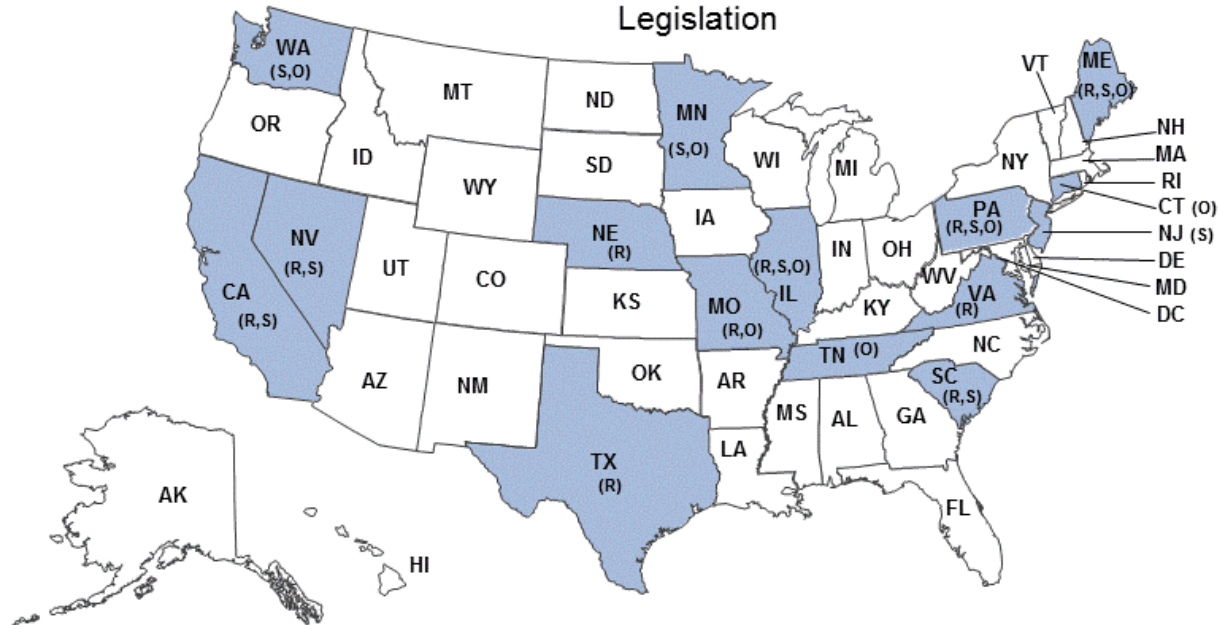 Legislation
WA
(S,O)
MT
ND
MN
(S,O)
VT
ME
(R,S,O)
OR
ID
SD
WI
MI
NY
NH
MA
RI
CT (O)
NJ (S)
DE
MD
DC
WY
IA
PA
(R,S,O)
NV
(R,S)
NE
(R)
UT
CO
(R,S,O)
IL
IN
OH
WV
VA
(R)
CA
(R,S)
KS
MO
(R,O)
KY
NC
TN (O)
AZ
NM
OK
AR
SC
(R,S)
MS
AL
GA
LA
TX
(R)
AK
FL
HI